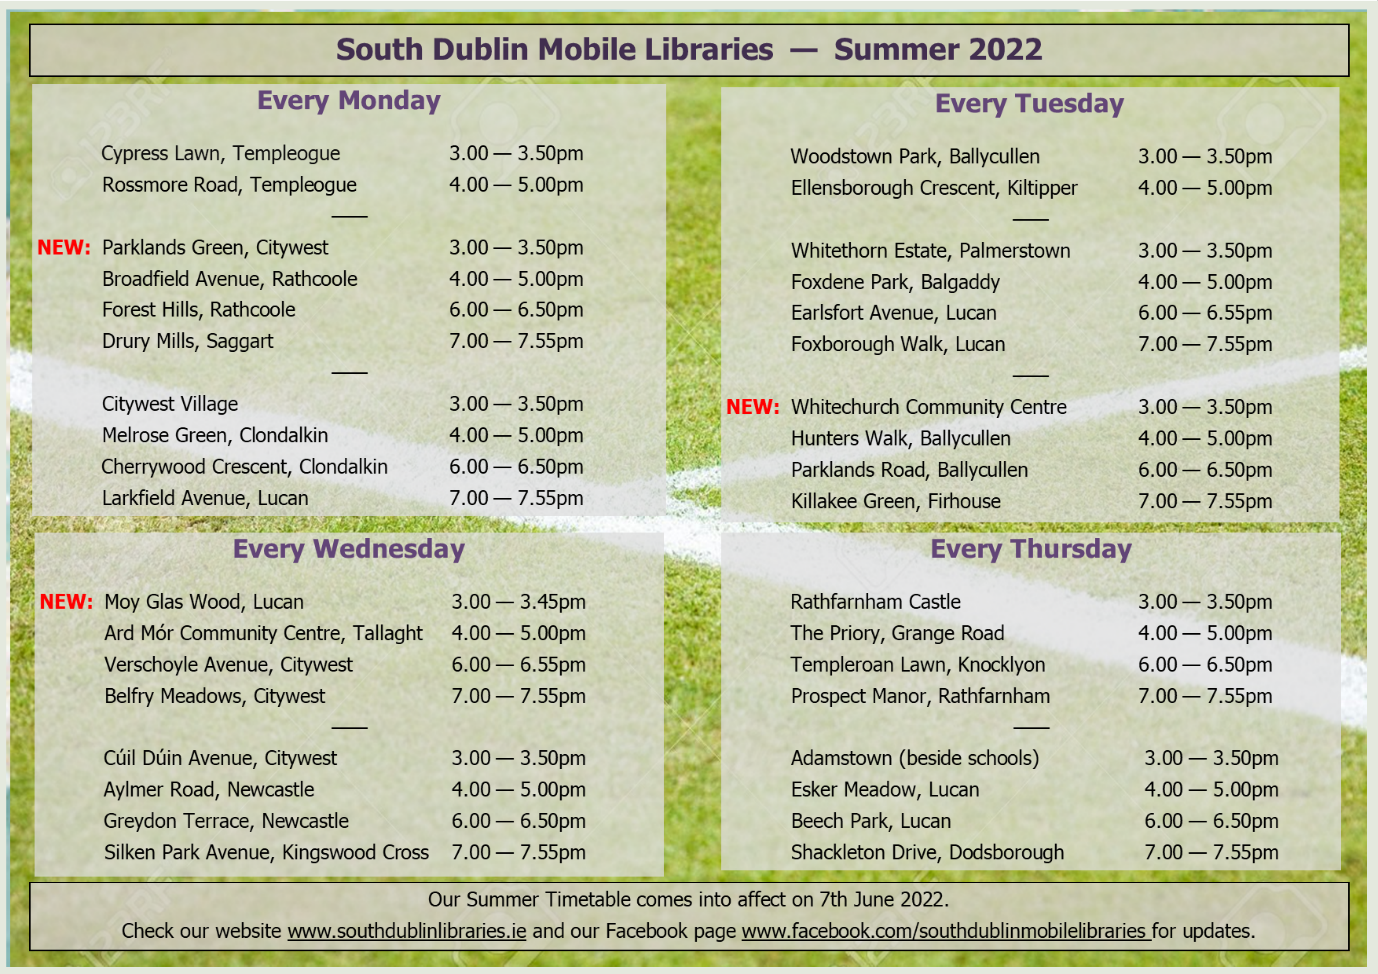 South Dublin Mobile Libraries — Summer 2022
Every Monday
Cypress Lawn, Templeogue 3.00 — 3.50pm
Rossmore Road, Templeogue 4.00 — 5.00pm
NEW: Parklands Green, Citywest 3.00 — 3.50pm
Broadfield Avenue, Rathcoole 4.00 — 5.00pm
Forest Hills, Rathcoole 6.00 — 6.50pm
Drury Mills, Saggart 7.00 — 7.55pm
Citywest Village 3.00 — 3.50pm
Melrose Green, Clondalkin 4.00 — 5.00pm
Cherrywood Crescent, Clondalkin 6.00 — 6.50pm
Larkfield Avenue, Lucan 7.00 — 7.55pm
Every Tuesday
Woodstown Park, Ballycullen 3.00 — 3.50pm
Ellensborough Crescent, Kiltipper 4.00 — 5.00pm
Whitethorn Estate, Palmerstown 3.00 — 3.50pm
Foxdene Park, Balgaddy 4.00 — 5.00pm
Earlsfort Avenue, Lucan 6.00 — 6.55pm
Foxborough Walk, Lucan 7.00 — 7.55pm
NEW: Whitechurch Community Centre 3.00 — 3.50pm
Hunters Walk, Ballycullen 4.00 — 5.00pm
Parklands Road, Ballycullen 6.00 — 6.50pm
Killakee Green, Firhouse 7.00 — 7.55pm
Every Wednesday
NEW: Moy Glas Wood, Lucan 3.00 — 3.45pm
Ard Mór Community Centre, Tallaght 4.00 — 5.00pm
Verschoyle Avenue, Citywest 6.00 — 6.55pm
Belfry Meadows, Citywest 7.00 — 7.55pm
Cúil Dúin Avenue, Citywest 3.00 — 3.50pm
Aylmer Road, Newcastle 4.00 — 5.00pm
Greydon Terrace, Newcastle 6.00 — 6.50pm
Silken Park Avenue, Kingswood Cross 7.00 — 7.55pm
Every Thursday
Rathfarnham Castle 3.00 — 3.50pm
The Priory, Grange Road 4.00 — 5.00pm
Templeroan Lawn, Knocklyon 6.00 — 6.50pm
Prospect Manor, Rathfarnham 7.00 — 7.55pm
Adamstown (beside schools) 3.00 — 3.50pm
Esker Meadow, Lucan 4.00 — 5.00pm
Beech Park, Lucan 6.00 — 6.50pm
Shackleton Drive, Dodsborough 7.00 — 7.55pm
Our Summer Timetable comes into affect on 7th June 2022.
Check our website www.southdublinlibraries.ie and our Facebook page www.facebook.com/southdublinmobilelibraries for updates.